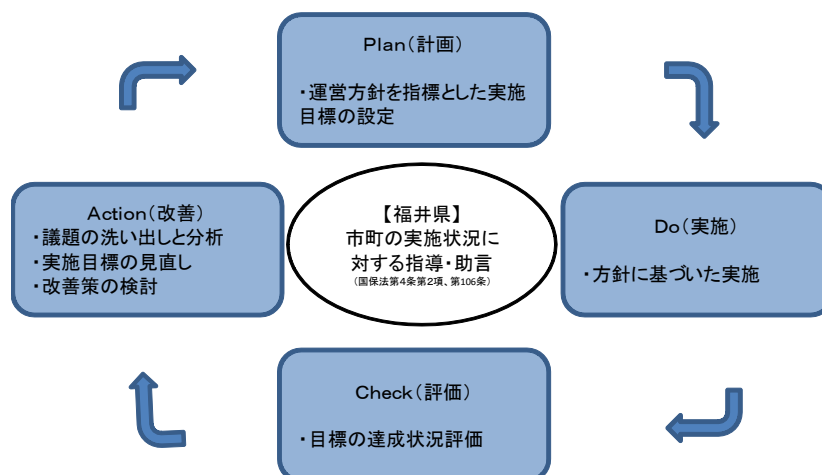 Plan（計画）
・運営方針を指標とした実施
目標の設定
Action（改善）
・議題の洗い出しと分析
・実施目標の見直し
・改善策の検討
【福井県】
市町の実施状況に
対する指導・助言
（国保法第4条第2項、第106条）
Do（実施）
・方針に基づいた実施
Check（評価）
・目標の達成状況評価